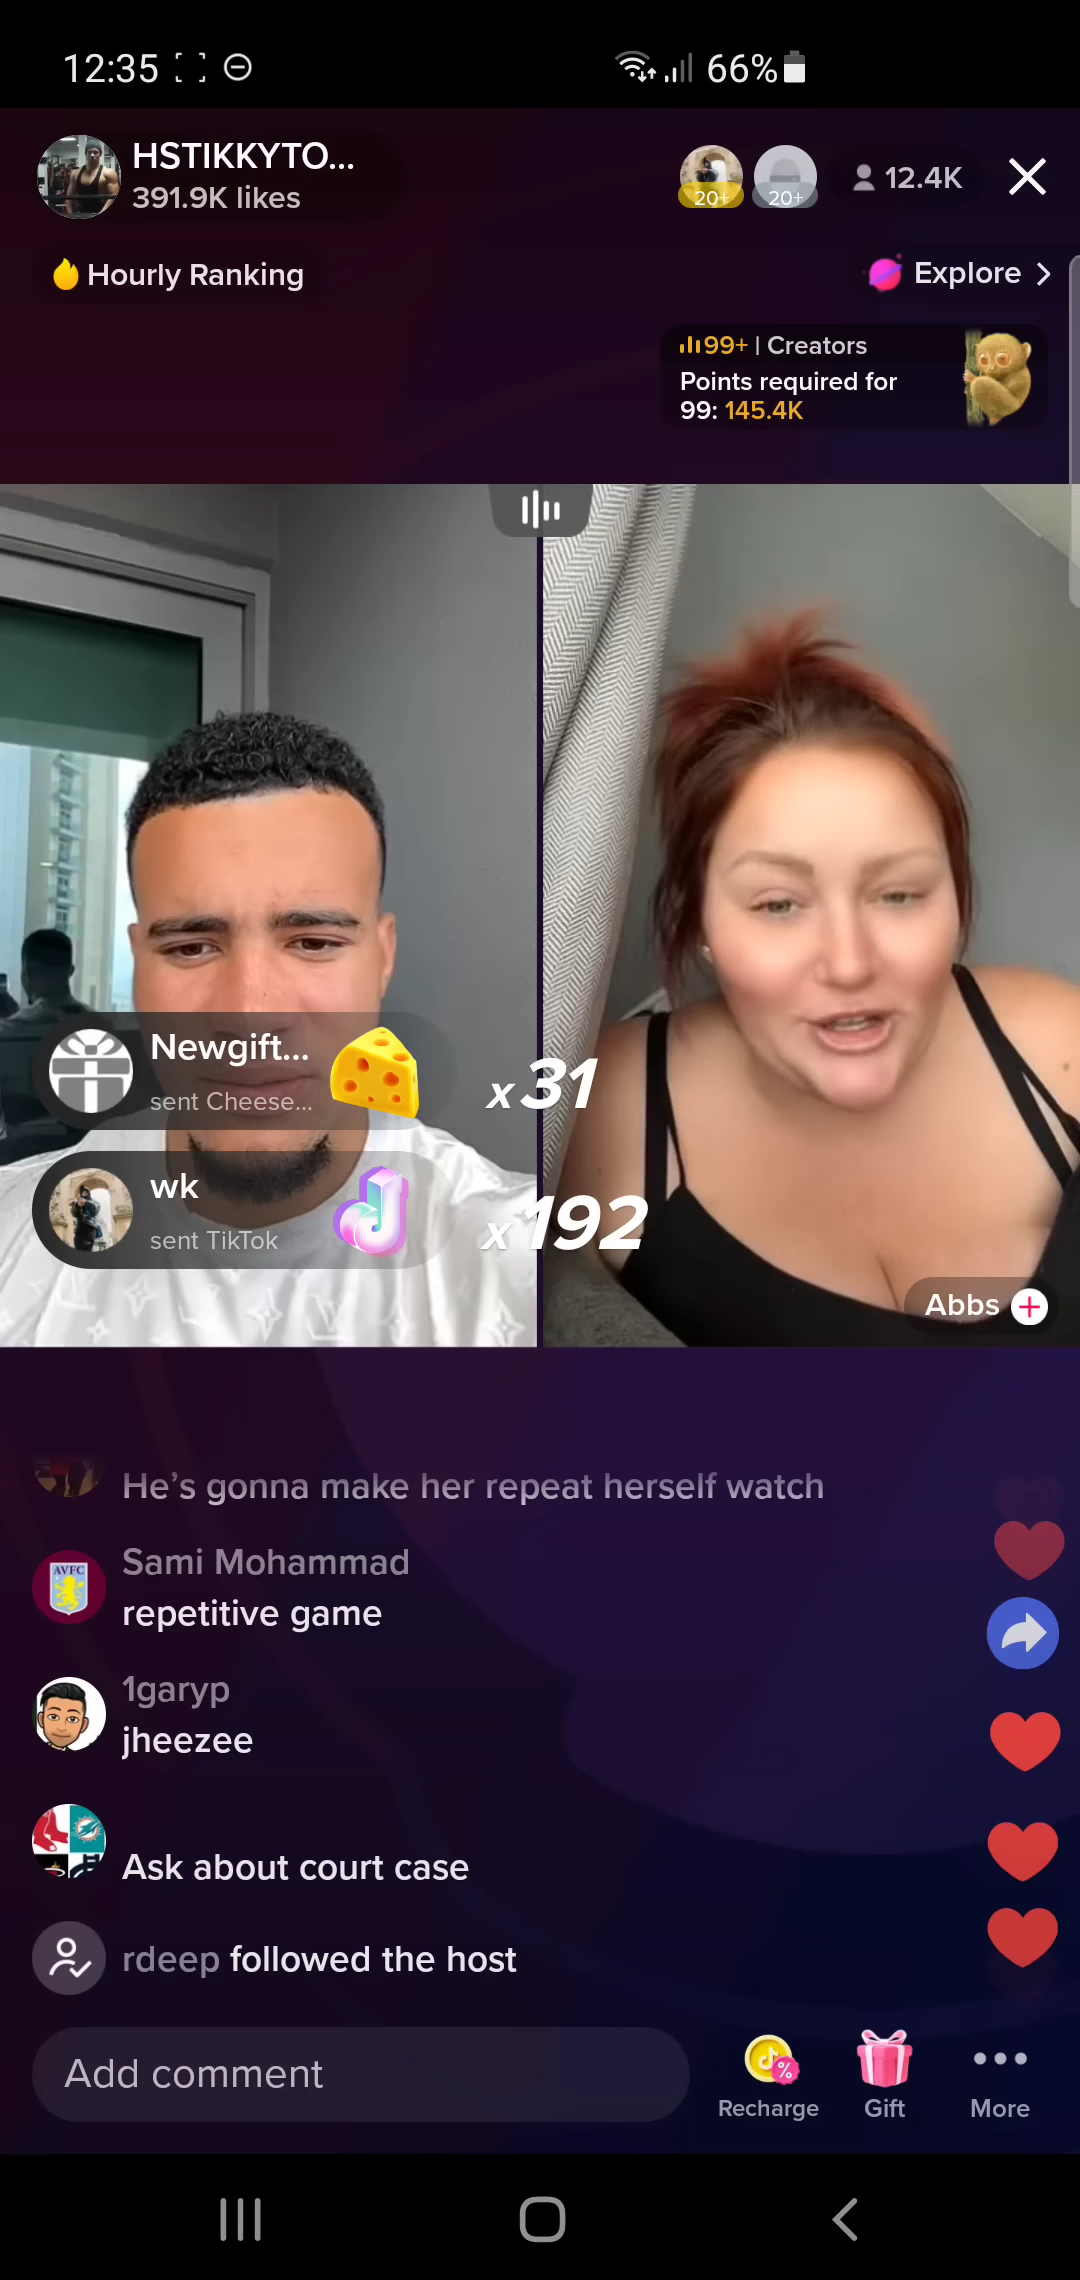 12:35
66%
HSTIKKYTO...
391.9K likes
20+
20+
12.4K
Hourly Ranking
Explore
99+ | Creators
Points required for
99: 145.4K
Newgift...
sent Cheese...
x31
wk
sent TikTok
x192
Abbs
He's gonna make her repeat herself watch
AVFC
Sami Mohammad
repetitive game
1garyp
jheezee
Ask about court case
rdeep followed the host
Add comment
Recharge
Gift
More